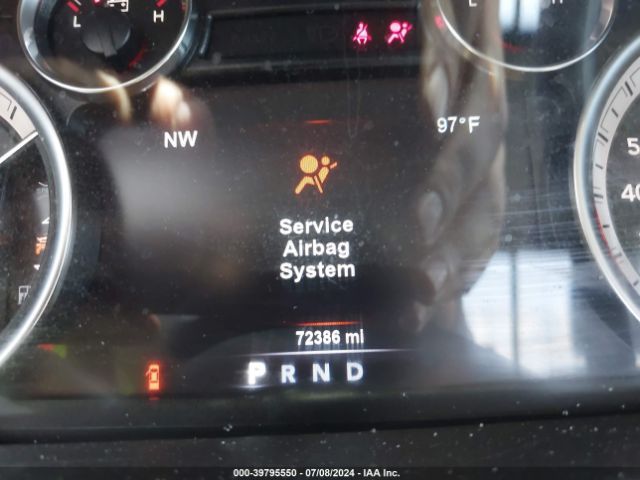 L H L H
NW
97°F
Service
Airbag
System
72386 mi
P R N D
000-39795550 - 07/08/2024 - IAA Inc.